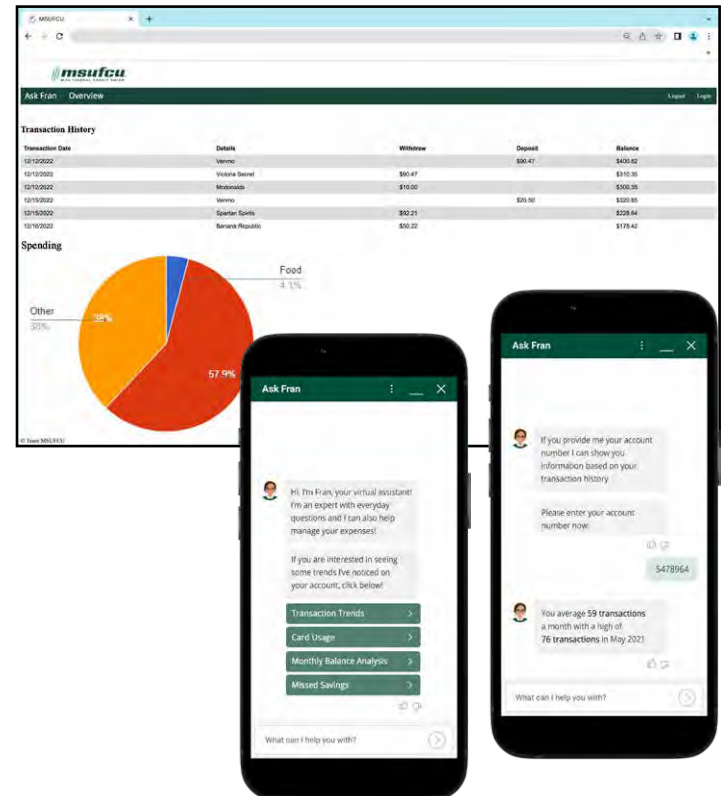 MSUFCU
msufcu
Ask Fran Overview Logout Login
Transaction History
Transaction Date Details Withdraw Deposit Balance
12/12/2022 Venmo $90.47 $400.82
12/12/2022 Victoria Secret $90.47 $310.35
12/12/2022 Mcdonalds $10.00 $300.35
12/15/2022 Venmo $20.50 $320.85
12/15/2022 Spartan Spirits $92.21 $228.64
12/16/2022 Banana Republic $50.22 $178.42
Spending
Food
4.1%
Other
38%
38%
57.9%
© Team MSUFCU
Ask Fran
Hi, I'm Fran, your virtual assistant!
I'm an expert with everyday
questions and I can also help
manage your expenses!
If you are interested in seeing
some trends I've noticed on
your account, click below!
Transaction Trends
Card Usage
Monthly Balance Analysis
Missed Savings
What can I help you with?
Ask Fran
If you provide me your account
number I can show you
information based on your
transaction history
Please enter your account
number now:
5478964
You average 59 transactions
a month with a high of
76 transactions in May 2021
What can I help you with?